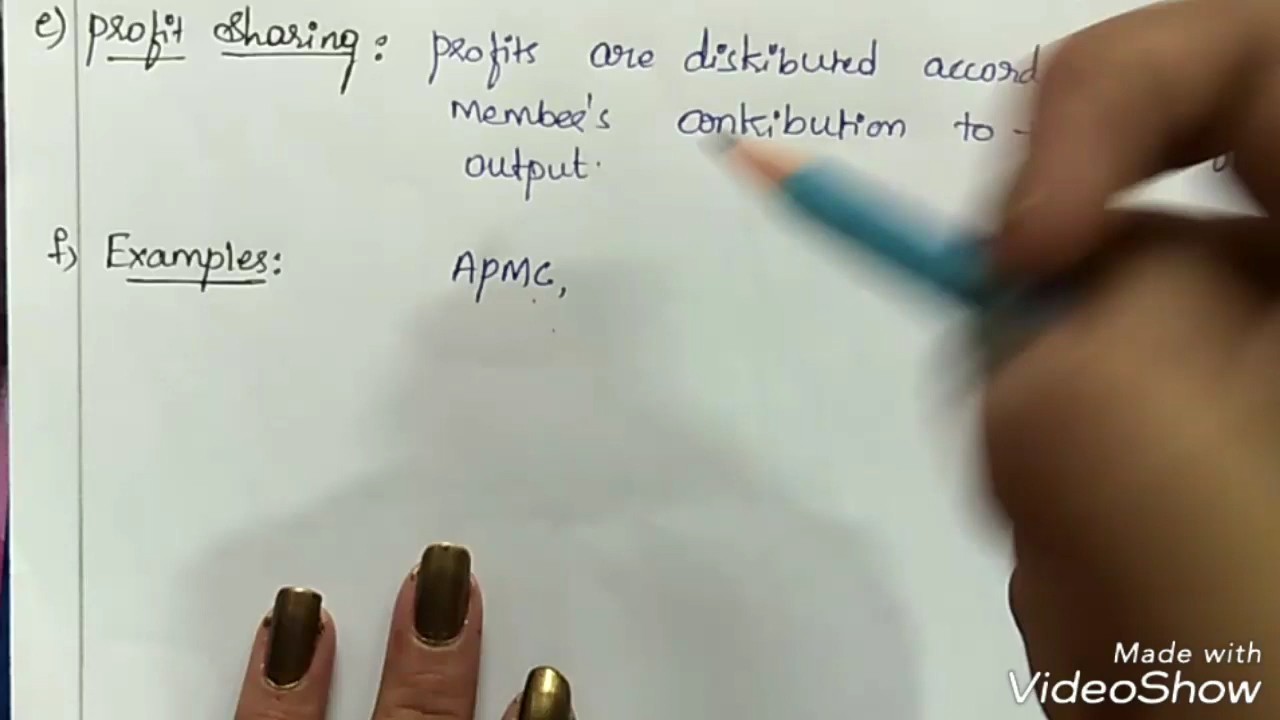 e) Profit Sharing: profits are distributed accord
Member's contribution to
output.
f) Examples: APMC,
Made with
VideoShow